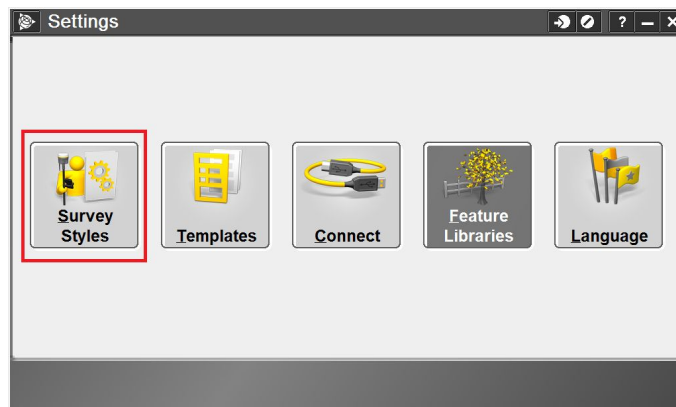 Settings
?
Survey
Styles
Templates
Connect
Feature
Libraries
Language